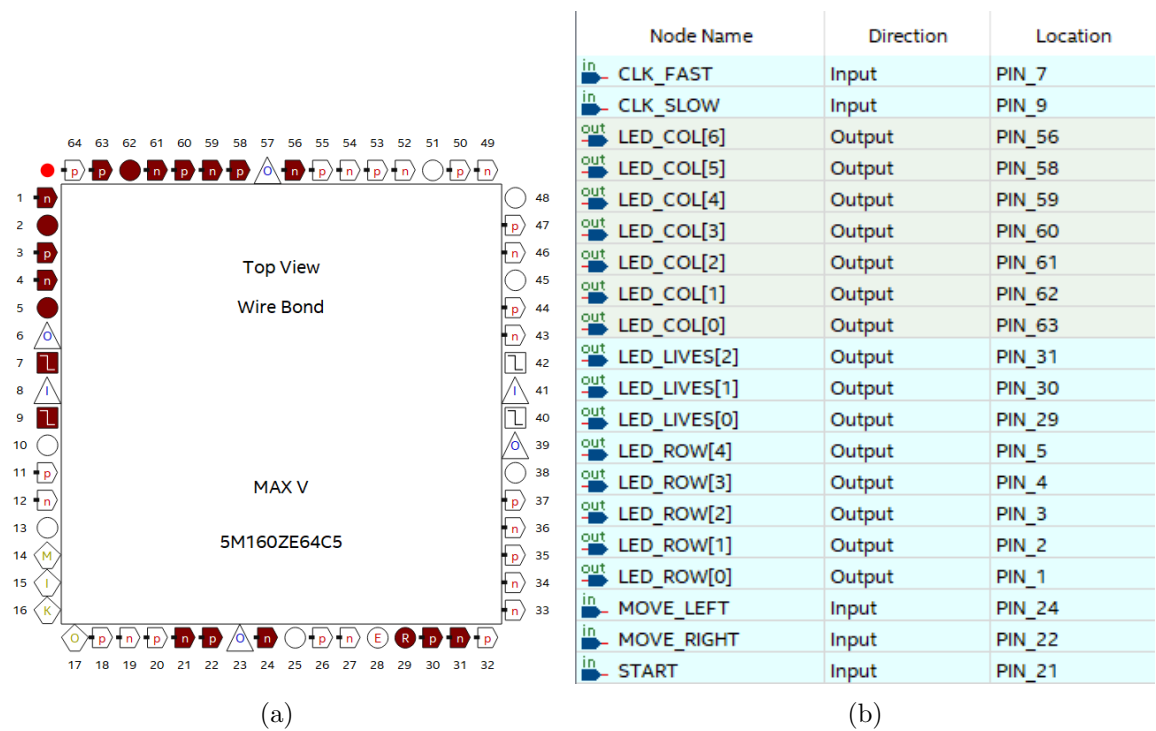 64 63 62 61 60 59 58 57 56 55 54 53 52 51 50 49
p p n p n p O n p n p n p n
1 n
2
3 p
4 n
5
6 O
7
8 I
9
10
11 p
12 n
13
14 M
15 I
16 K
Top View
Wire Bond
MAX V
5M160ZE64C5
48
p 47
n 46
45
p 44
n 43
42
I 41
40
O 39
38
p 37
n 36
p 35
n 34
n 33
O p n p n p O n p n E R p n p
17 18 19 20 21 22 23 24 25 26 27 28 29 30 31 32
(a)
Node Name Direction Location
in CLK_FAST Input PIN_7
in CLK_SLOW Input PIN_9
out LED_COL[6] Output PIN_56
out LED_COL[5] Output PIN_58
out LED_COL[4] Output PIN_59
out LED_COL[3] Output PIN_60
out LED_COL[2] Output PIN_61
out LED_COL[1] Output PIN_62
out LED_COL[0] Output PIN_63
out LED_LIVES[2] Output PIN_31
out LED_LIVES[1] Output PIN_30
out LED_LIVES[0] Output PIN_29
out LED_ROW[4] Output PIN_5
out LED_ROW[3] Output PIN_4
out LED_ROW[2] Output PIN_3
out LED_ROW[1] Output PIN_2
out LED_ROW[0] Output PIN_1
in MOVE_LEFT Input PIN_24
in MOVE_RIGHT Input PIN_22
in START Input PIN_21
(b)